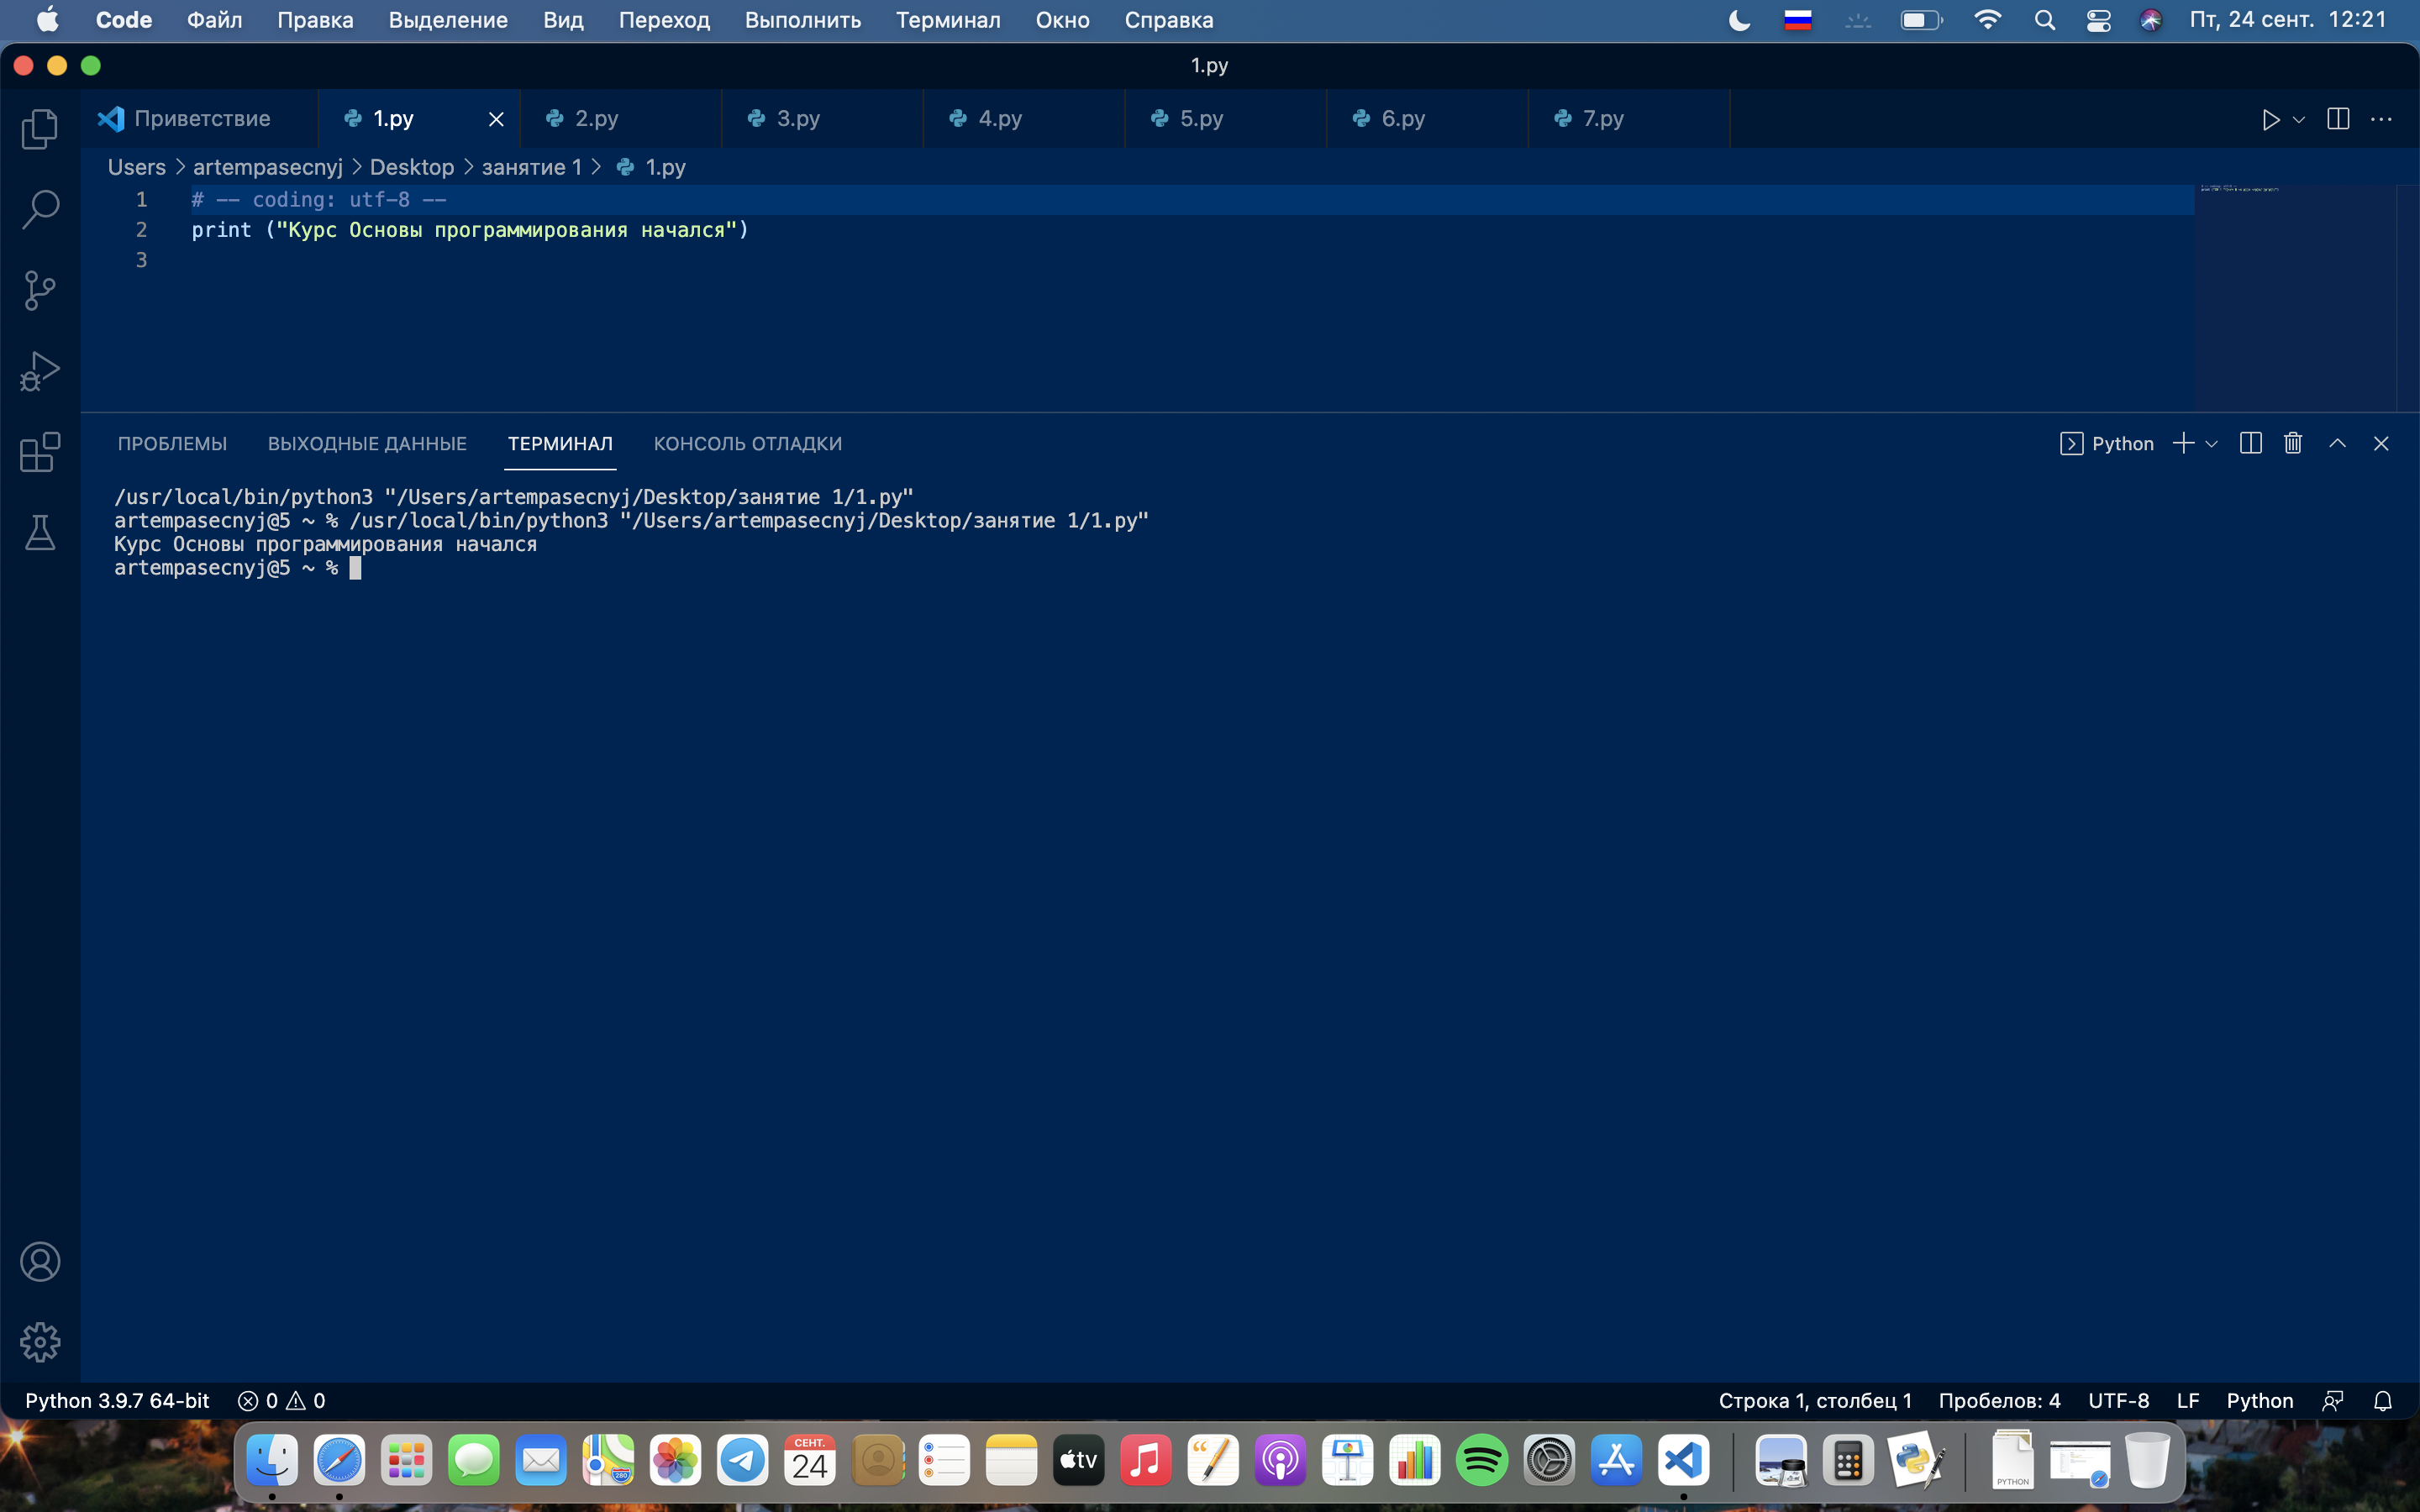 Code Файл Правка Выделение Вид Переход Выполнить Терминал Окно Справка Пт, 24 сент. 12:21
1.py
Приветствие 1.py 2.py 3.py 4.py 5.py 6.py 7.py
Users > artempasecnyj > Desktop > занятие 1 > 1.py
1 # -- coding: utf-8 --
2 print ("Курс Основы программирования начался")
3
ПРОБЛЕМЫ ВЫХОДНЫЕ ДАННЫЕ ТЕРМИНАЛ КОНСОЛЬ ОТЛАДКИ Python
/usr/local/bin/python3 "/Users/artempasecnyj/Desktop/занятие 1/1.py"
artempasecnyj@5 ~ % /usr/local/bin/python3 "/Users/artempasecnyj/Desktop/занятие 1/1.py"
Курс Основы программирования начался
artempasecnyj@5 ~ %
Python 3.9.7 64-bit 0 0 Строка 1, столбец 1 Пробелов: 4 UTF-8 LF Python
280 СЕНТ. 24 tv PYTHON